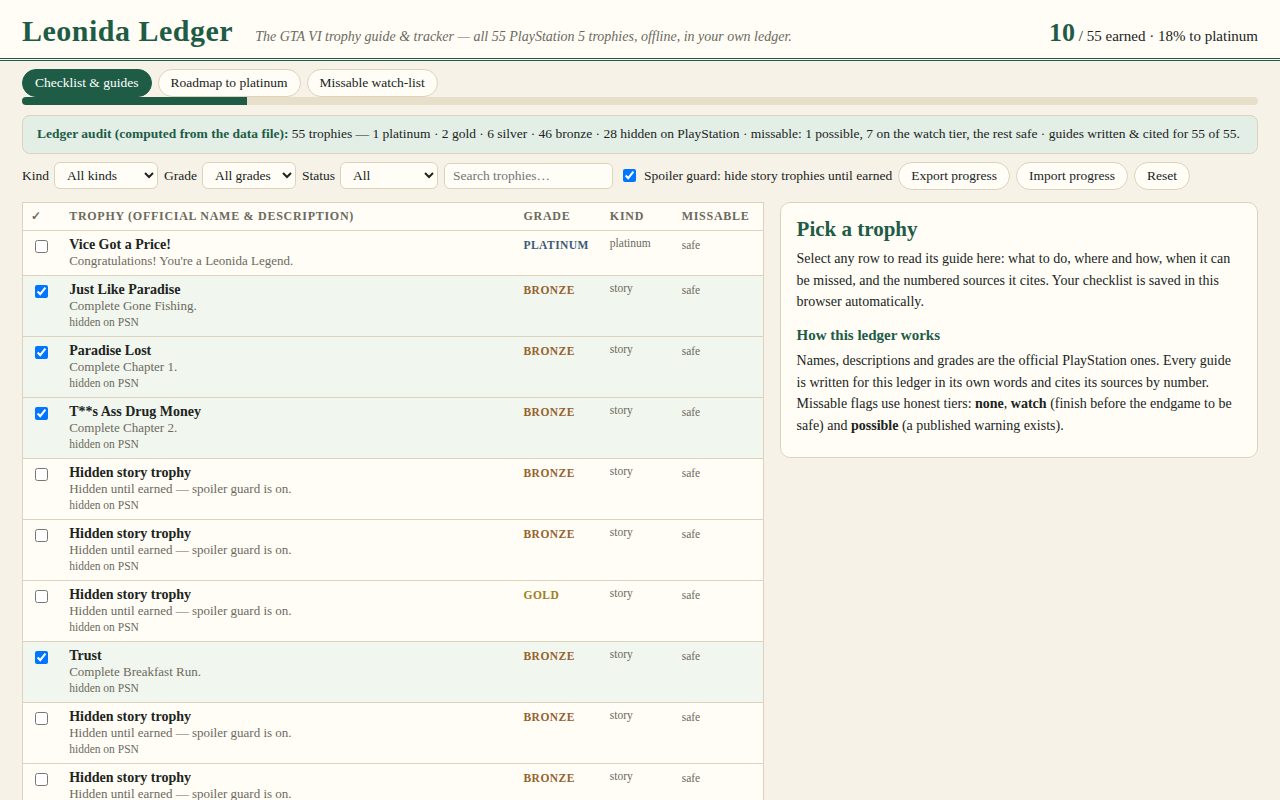 Leonida Ledger
The GTA VI trophy guide & tracker — all 55 PlayStation 5 trophies, offline, in your own ledger.
10 / 55 earned · 18% to platinum
Checklist & guides
Roadmap to platinum
Missable watch-list
Ledger audit (computed from the data file): 55 trophies — 1 platinum · 2 gold · 6 silver · 46 bronze · 28 hidden on PlayStation · missable: 1 possible, 7 on the watch tier, the rest safe · guides written & cited for 55 of 55.
Kind All kinds Grade All grades Status All Search trophies… Spoiler guard: hide story trophies until earned Export progress Import progress Reset
✓ TROPHY (OFFICIAL NAME & DESCRIPTION) GRADE KIND MISSABLE
Vice Got a Price! PLATINUM platinum safe
Congratulations! You're a Leonida Legend.
Just Like Paradise BRONZE story safe
Complete Gone Fishing.
hidden on PSN
Paradise Lost BRONZE story safe
Complete Chapter 1.
hidden on PSN
T**s Ass Drug Money BRONZE story safe
Complete Chapter 2.
hidden on PSN
Hidden story trophy BRONZE story safe
Hidden until earned — spoiler guard is on.
hidden on PSN
Hidden story trophy BRONZE story safe
Hidden until earned — spoiler guard is on.
hidden on PSN
Hidden story trophy GOLD story safe
Hidden until earned — spoiler guard is on.
hidden on PSN
Trust BRONZE story safe
Complete Breakfast Run.
hidden on PSN
Hidden story trophy BRONZE story safe
Hidden until earned — spoiler guard is on.
hidden on PSN
Hidden story trophy BRONZE story safe
Hidden until earned — spoiler guard is on.
Pick a trophy
Select any row to read its guide here: what to do, where and how, when it can
be missed, and the numbered sources it cites. Your checklist is saved in this
browser automatically.
How this ledger works
Names, descriptions and grades are the official PlayStation ones. Every guide
is written for this ledger in its own words and cites its sources by number.
Missable flags use honest tiers: none, watch (finish before the endgame to be
safe) and possible (a published warning exists).